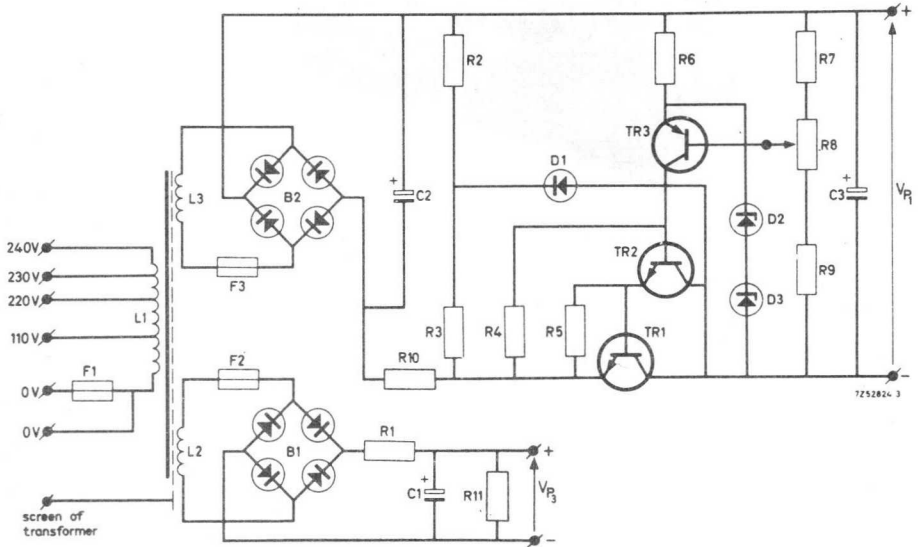 +
R2
R6
R7
TR3
R8
D1
L3
B2
+
C2
+
C3
VP1
D2
240V
TR2
230V
F3
R9
220V
D3
L1
R3
R4
R5
110V
TR1
R10
F1
F2
0V
-
7Z52824 3
0V
R1
L2
B1
+
+
C1
R11
VP3
screen of
transformer
-